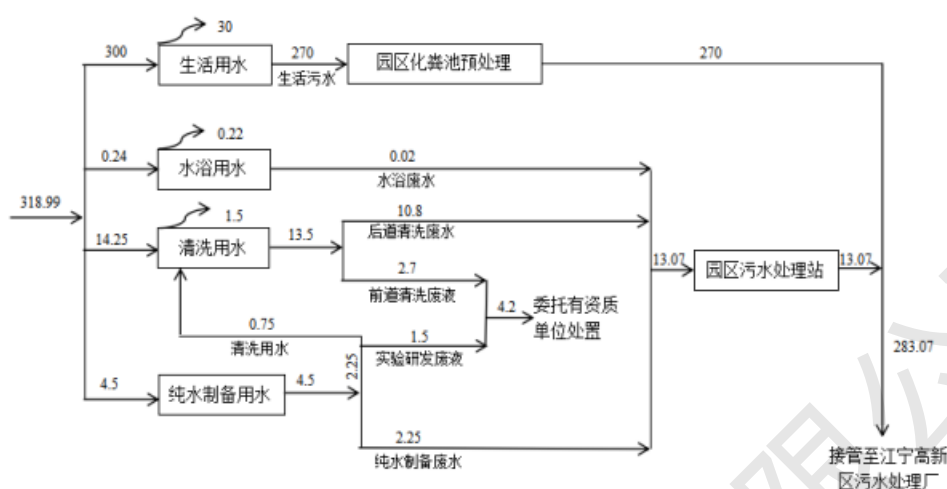 30
300
生活用水
270
生活污水
园区化粪池预处理
270
0.22
0.24
水浴用水
0.02
水浴废水
318.99
1.5
14.25
清洗用水
13.5
10.8
后道清洗废水
2.7
前道清洗废液
13.07
园区污水处理站
13.07
4.2
委托有资质
单位处置
0.75
清洗用水
1.5
实验研发废液
2.25
283.07
4.5
纯水制备用水
4.5
2.25
纯水制备废水
接管至江宁高新
区污水处理厂
限公